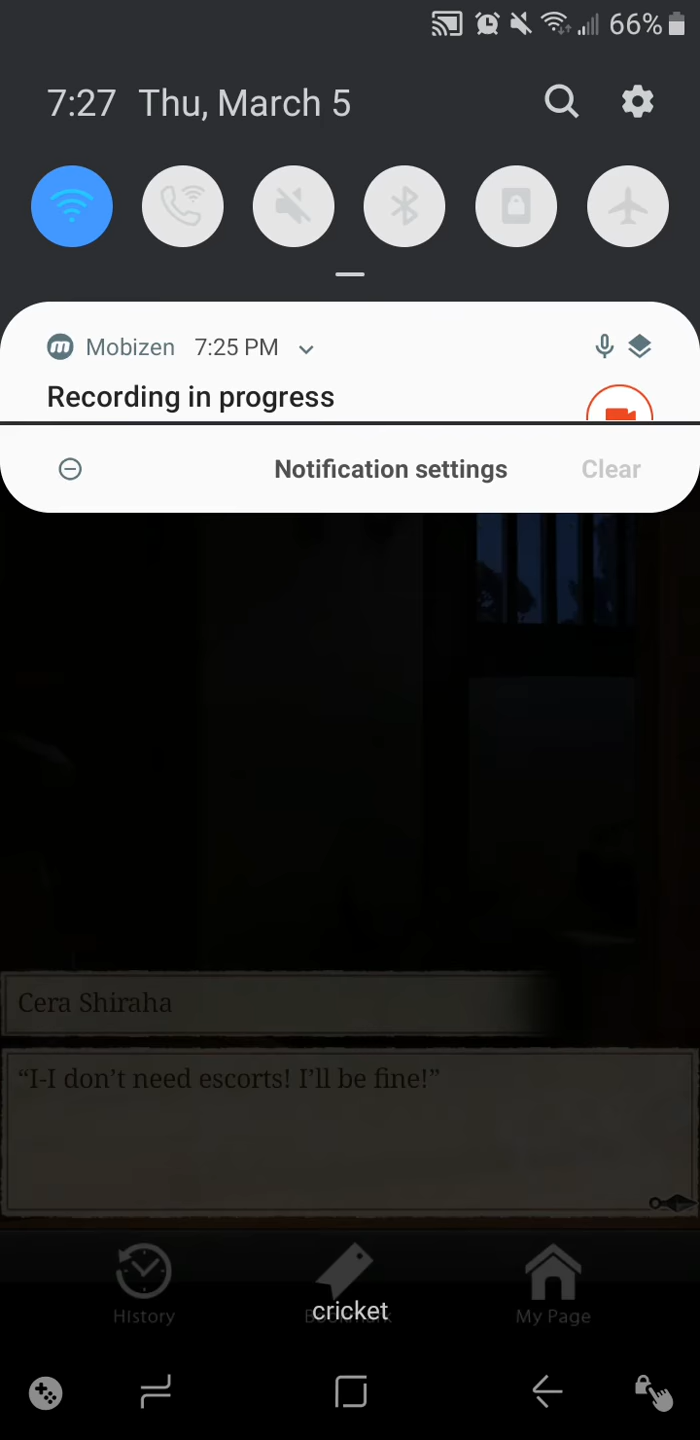 66%
7:27 Thu, March 5
Mobizen 7:25 PM
Recording in progress
Notification settings Clear
Cera Shiraha
“I-I don’t need escorts! I’ll be fine!”
History Bookmark My Page
cricket